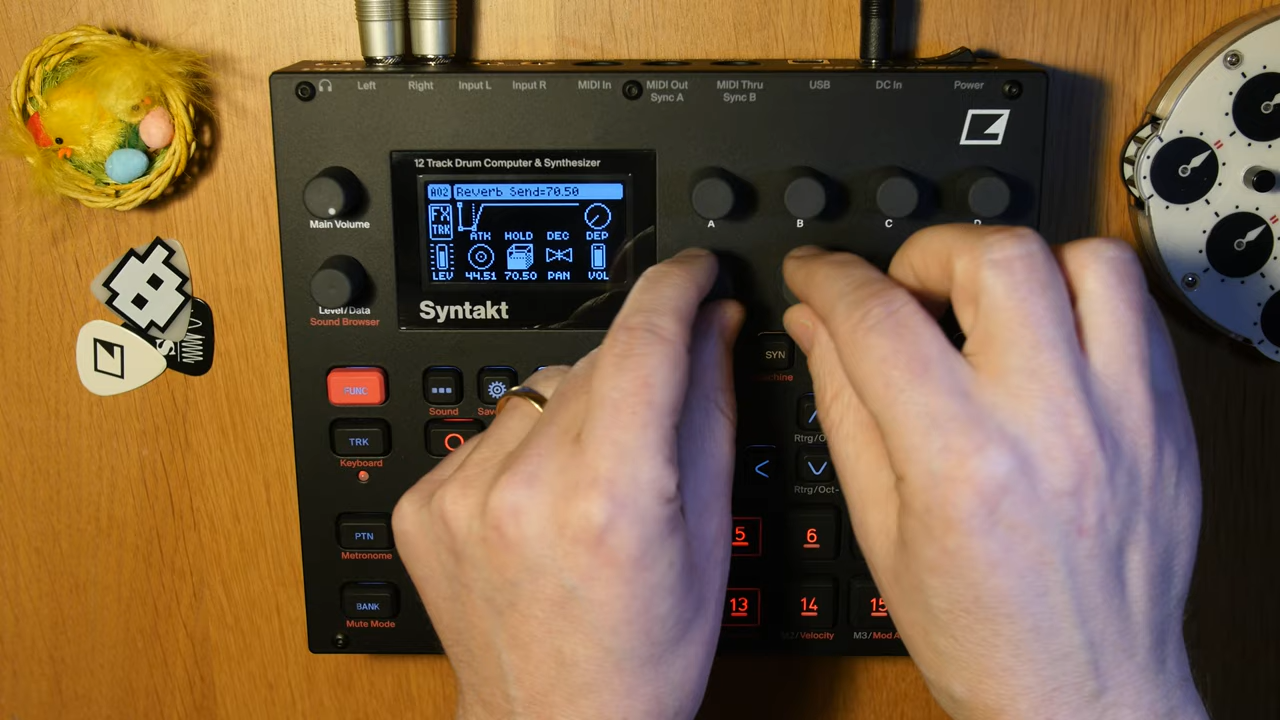 Left Right Input L Input R MIDI In MIDI Out MIDI Thru USB DC In Power
Sync A Sync B
12 Track Drum Computer & Synthesizer
A02 Reverb Send=70.50
FX
TRK
ATK HOLD DEC DEP
LEV 44.51 70.50 PAN VOL
Main Volume
A B C
Syntakt
Level/Data
Sound Browser
SYN
FUNC
Sound
TRK
Keyboard
Rtrg/Oct-
PTN
5 6
Metronome
BANK
13 14 15
Mute Mode
/Velocity
M3/Mod